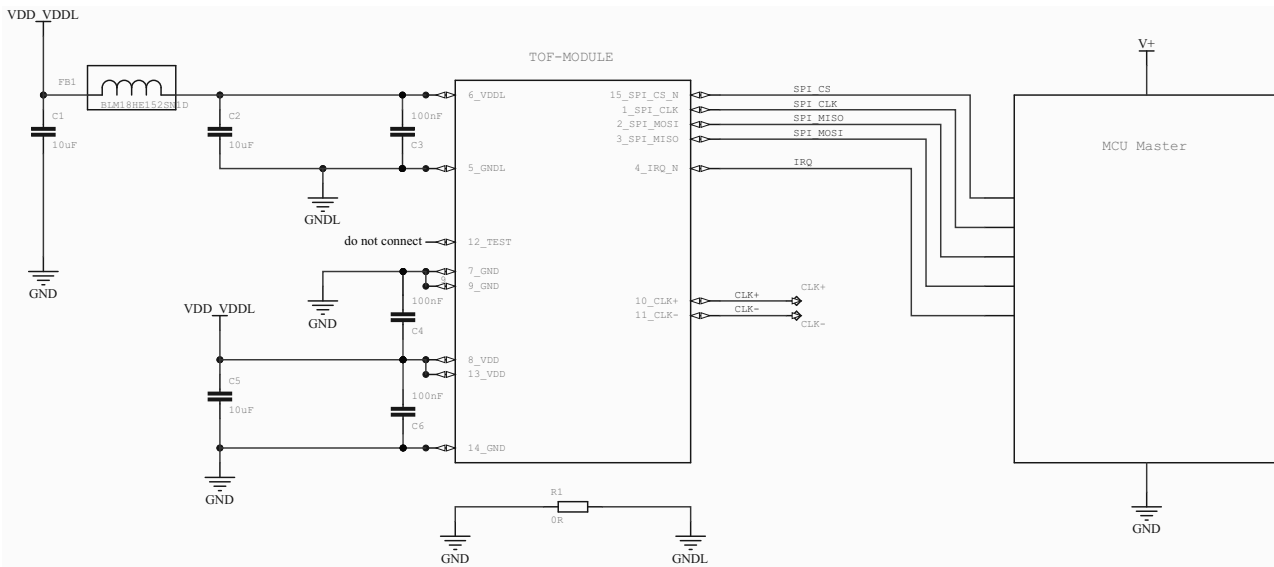 VDD_VDDL
TOF-MODULE
V+
FB1
BLM18HE152SN1D
C1
10uF
C2
10uF
100nF
C3
6_VDDL
5_GNDL
15_SPI_CS_N
1_SPI_CLK
2_SPI_MOSI
3_SPI_MISO
4_IRQ_N
SPI_CS
SPI_CLK
SPI_MISO
SPI_MOSI
IRQ
MCU Master
GNDL
do not connect
12_TEST
GND
7_GND
9
9_GND
GND
100nF
C4
VDD_VDDL
10_CLK+
11_CLK-
CLK+
CLK-
CLK+
CLK-
8_VDD
13_VDD
C5
10uF
100nF
C6
14_GND
GND
R1
0R
GND
GNDL
GND